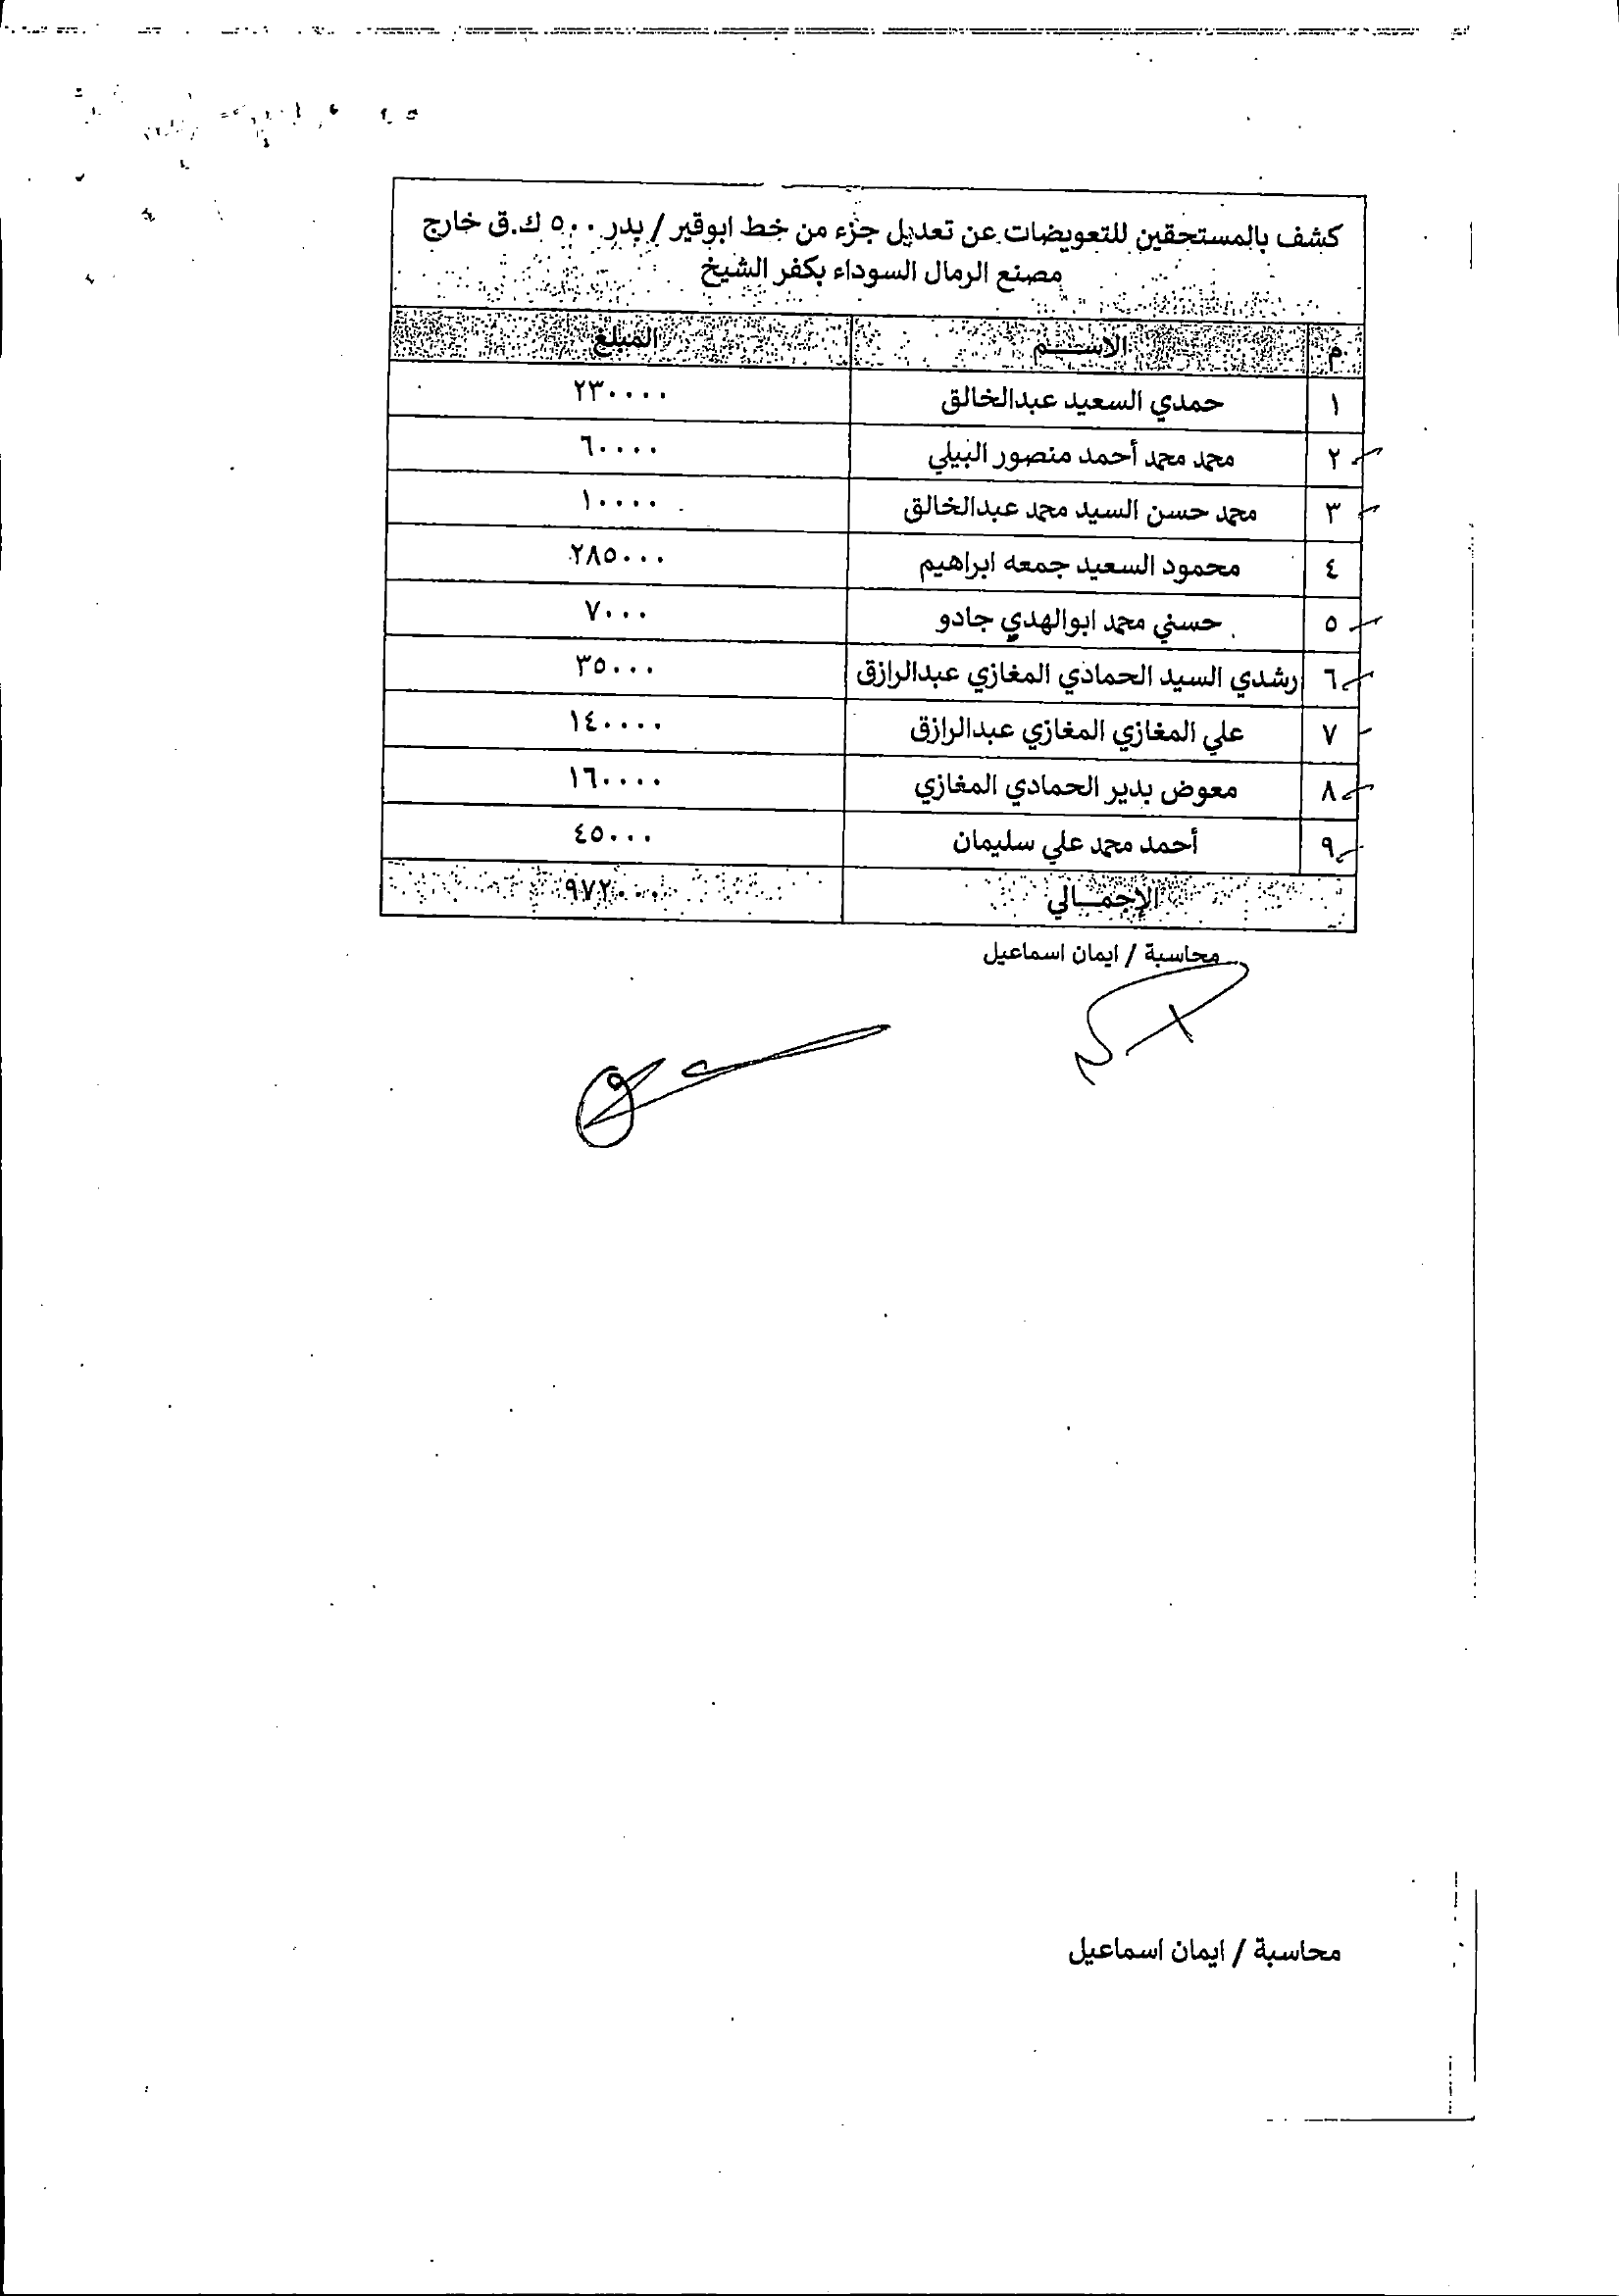 كشف بالمستحقين للتعويضات عن تعديل جزء من خط ابوقير / بدر ٥٠٠ ك.ق خارج
مصنع الرمال السوداء بكفر الشيخ
م الاســـم المبلغ
١ حمدي السعيد عبدالخالق ٢٣٠٠٠٠
٢ محمد محمد أحمد منصور البيلي ٦٠٠٠٠
٣ محمد حسن السيد محمد عبدالخالق ١٠٠٠٠
٤ محمود السعيد جمعه ابراهيم ٢٨٥٠٠٠
٥ حسني محمد ابوالهدي جادو ٧٠٠٠
٦ رشدي السيد الحمادي المغازي عبدالرازق ٣٥٠٠٠
٧ علي المغازي المغازي عبدالرازق ١٤٠٠٠٠
٨ معوض بدير الحمادي المغازي ١٦٠٠٠٠
٩ أحمد محمد علي سليمان ٤٥٠٠٠
الإجمـــالي ٩٧٢٠٠٠
محاسبة / ايمان اسماعيل
محاسبة / ايمان اسماعيل